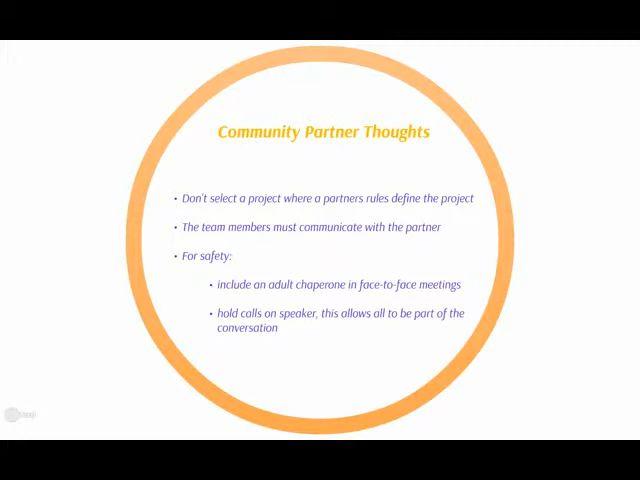 Community Partner Thoughts
• Don't select a project where a partners rules define the project
• The team members must communicate with the partner
• For safety:
• include an adult chaperone in face-to-face meetings
• hold calls on speaker, this allows all to be part of the
conversation